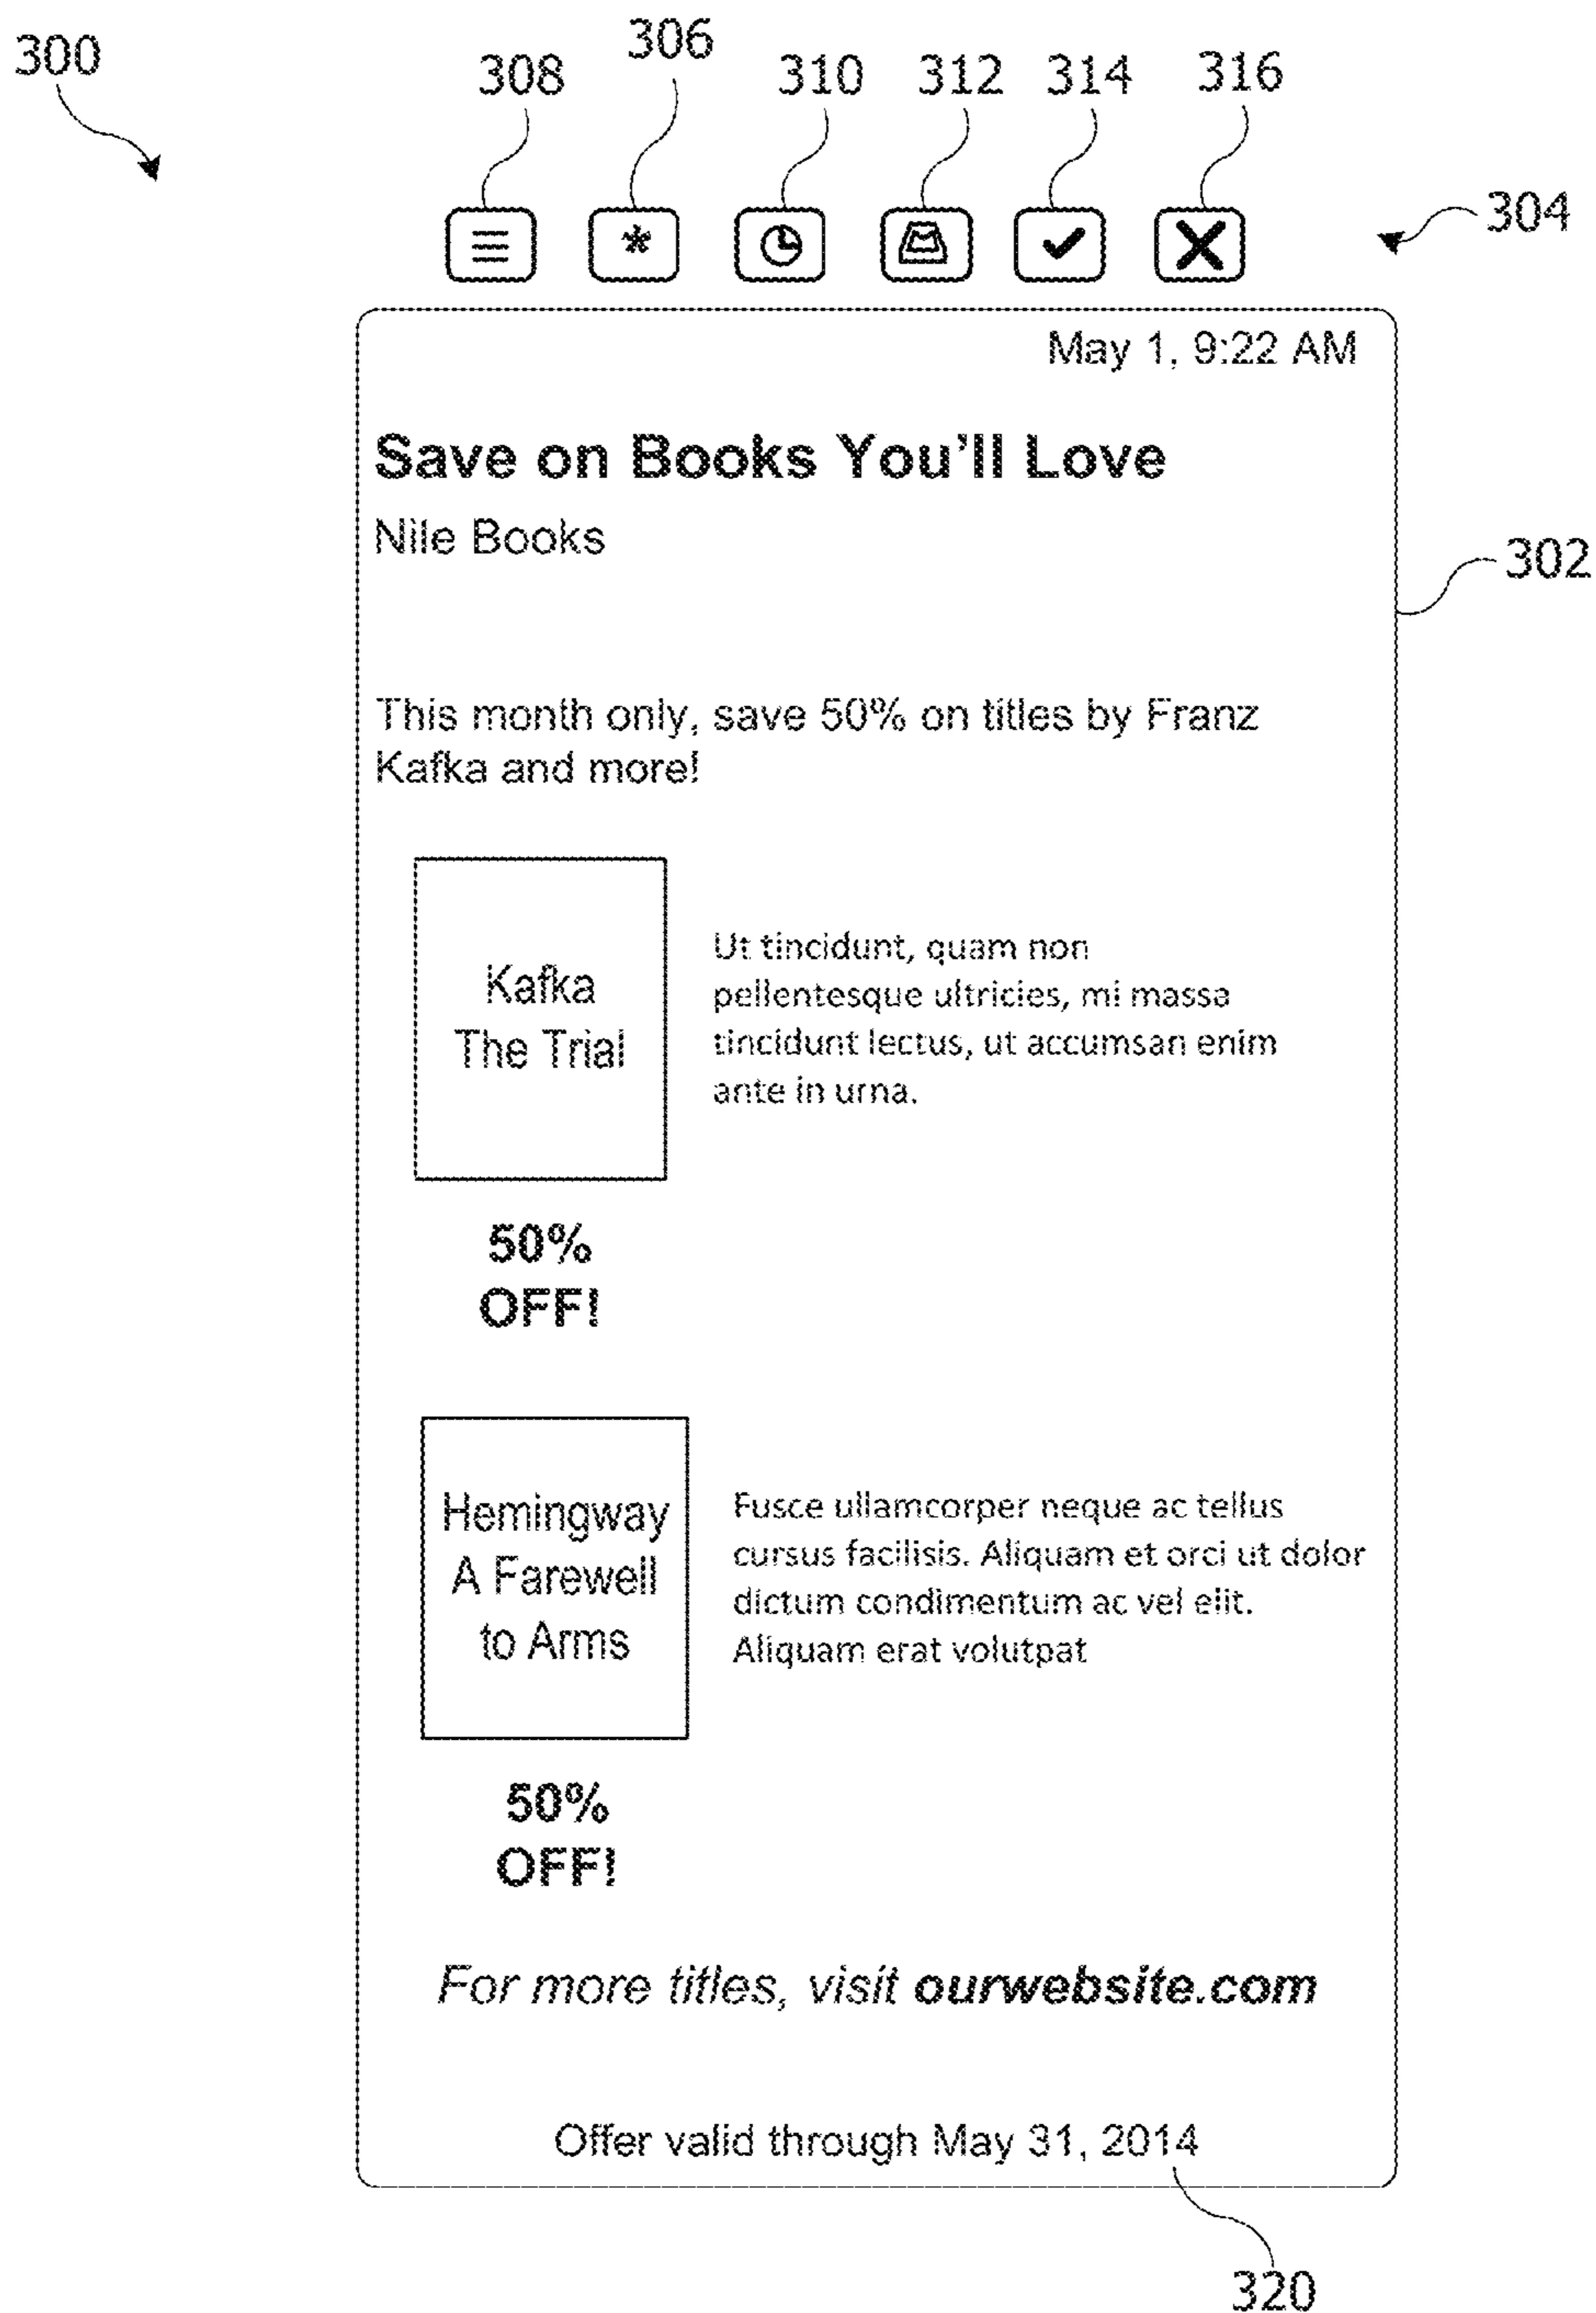 300
308
306
310
312
314
316
304
May 1, 9:22 AM
Save on Books You'll Love
Nile Books
302
This month only, save 50% on titles by Franz
Kafka and more!
Kafka
The Trial
Ut tincidunt, quam non
pellentesque ultricies, mi massa
tincidunt lectus, ut accumsan enim
ante in urna.
50%
OFF!
Hemingway
A Farewell
to Arms
Fusce ullamcorper neque ac tellus
cursus facilisis. Aliquam et orci ut dolor
dictum condimentum ac vel elit.
Aliquam erat volutpat
50%
OFF!
For more titles, visit ourwebsite.com
Offer valid through May 31, 2014
320